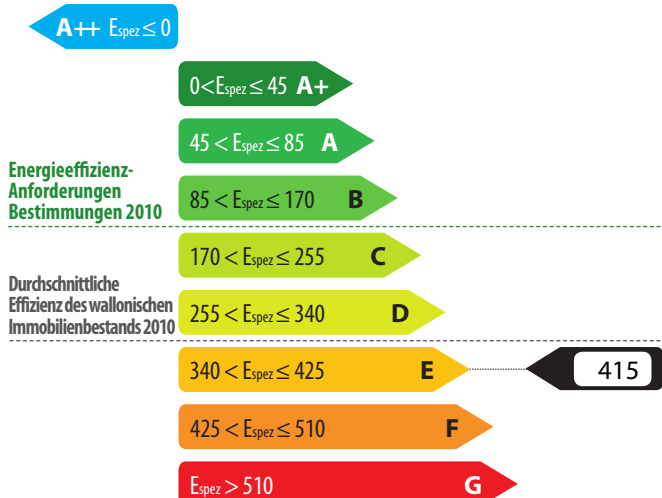 A++ Espez ≤ 0
0<Espez ≤ 45 A+
45 < Espez ≤ 85 A
Energieeffizienz-
Anforderungen
Bestimmungen 2010
85 < Espez ≤ 170 B
170 < Espez ≤ 255 C
Durchschnittliche
Effizienz des wallonischen
Immobilienbestands 2010
255 < Espez ≤ 340 D
340 < Espez ≤ 425 E
415
425 < Espez ≤ 510 F
Espez > 510 G